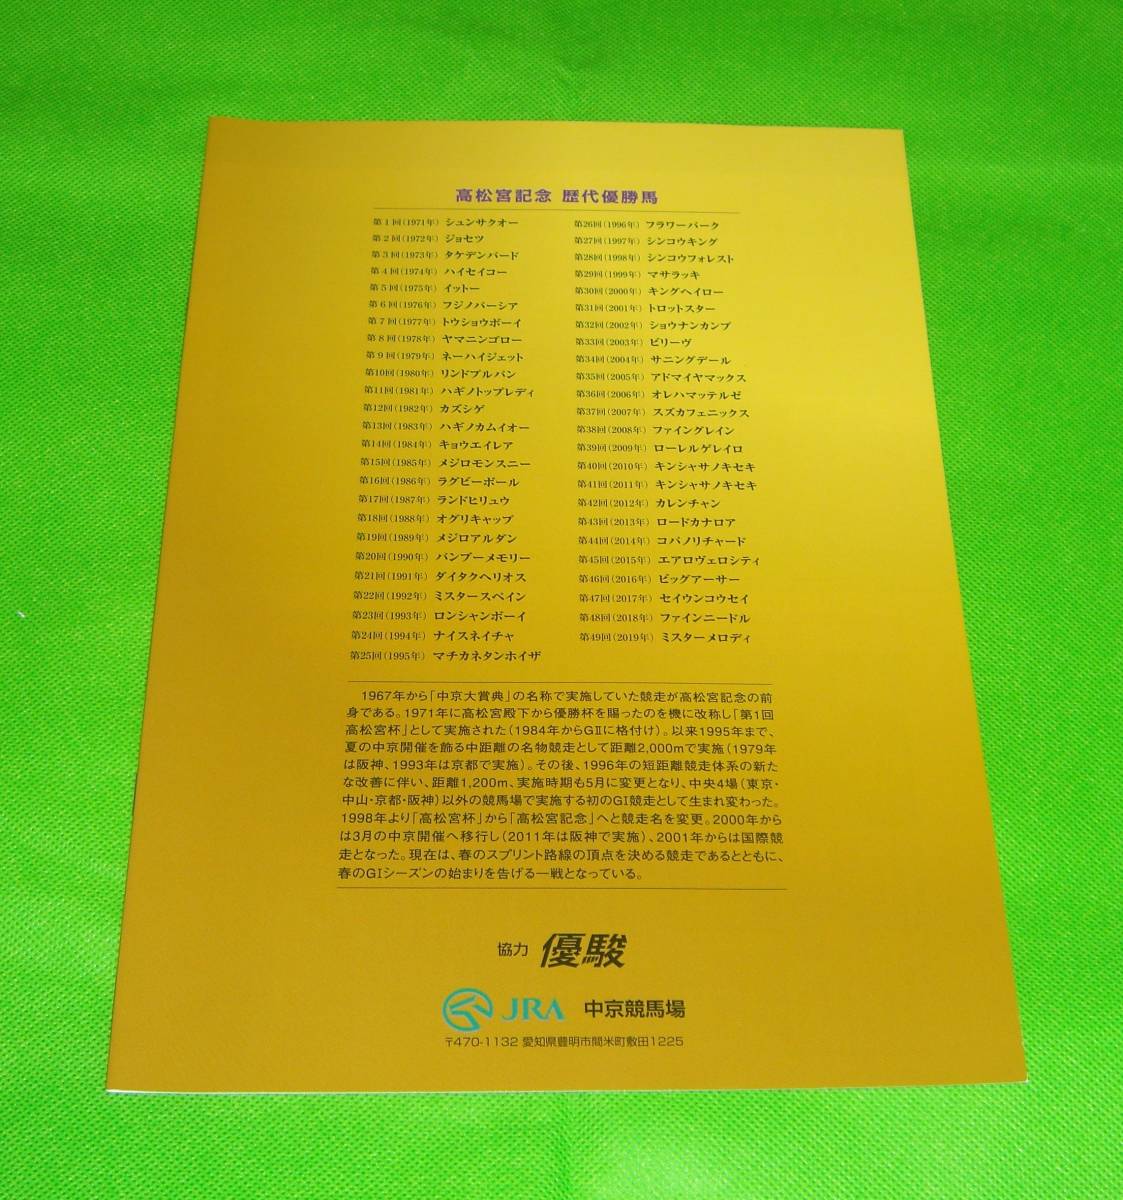 高松宮記念 歴代優勝馬
第1回(1971年) シュンサクオー
第2回(1972年) ジョセツ
第3回(1973年) タケデンバード
第4回(1974年) ハイセイコー
第5回(1975年) イットー
第6回(1976年) フジノパーシア
第7回(1977年) トウショウボーイ
第8回(1978年) ヤマニンゴロー
第9回(1979年) ネーハイジェット
第10回(1980年) リンドプルバン
第11回(1981年) ハギノトップレディ
第12回(1982年) カズシゲ
第13回(1983年) ハギノカムイオー
第14回(1984年) キョウエイレア
第15回(1985年) メジロモンスニー
第16回(1986年) ラグビーボール
第17回(1987年) ランドヒリュウ
第18回(1988年) オグリキャップ
第19回(1989年) メジロアルダン
第20回(1990年) バンブーメモリー
第21回(1991年) ダイタクヘリオス
第22回(1992年) ミスタースペイン
第23回(1993年) ロンシャンボーイ
第24回(1994年) ナイスネイチャ
第25回(1995年) マチカネタンホイザ
第26回(1996年) フラワーパーク
第27回(1997年) シンコウキング
第28回(1998年) シンコウフォレスト
第29回(1999年) マサラッキ
第30回(2000年) キングヘイロー
第31回(2001年) トロットスター
第32回(2002年) ショウナンカンプ
第33回(2003年) ビリーヴ
第34回(2004年) サニングデール
第35回(2005年) アドマイヤマックス
第36回(2006年) オレハマッテルゼ
第37回(2007年) スズカフェニックス
第38回(2008年) ファイングレイン
第39回(2009年) ローレルゲレイロ
第40回(2010年) キンシャサノキセキ
第41回(2011年) キンシャサノキセキ
第42回(2012年) カレンチャン
第43回(2013年) ロードカナロア
第44回(2014年) コパノリチャード
第45回(2015年) エアロヴェロシティ
第46回(2016年) ビッグアーサー
第47回(2017年) セイウンコウセイ
第48回(2018年) ファインニードル
第49回(2019年) ミスターメロディ
1967年から「中京大賞典」の名称で実施していた競走が高松宮記念の前
身である。1971年に高松宮殿下から優勝杯を賜ったのを機に改称し「第1回
高松宮杯」として実施された(1984年からGⅡに格付け)。以来1995年まで、
夏の中京開催を飾る中距離の名物競走として距離2,000mで実施(1979年
は阪神、1993年は京都で実施)。その後、1996年の短距離競走体系の新た
な改善に伴い、距離1,200m、実施時期も5月に変更となり、中央4場(東京・
中山・京都・阪神)以外の競馬場で実施する初のGⅠ競走として生まれ変わった。
1998年より「高松宮杯」から「高松宮記念」へと競走名を変更。2000年から
は3月の中京開催へ移行し(2011年は阪神で実施)、2001年からは国際競
走となった。現在は、春のスプリント路線の頂点を決める競走であるとともに、
春のGⅠシーズンの始まりを告げる一戦となっている。
協力 優駿
JRA 中京競馬場
〒470-1132 愛知県豊明市間米町敷田1225